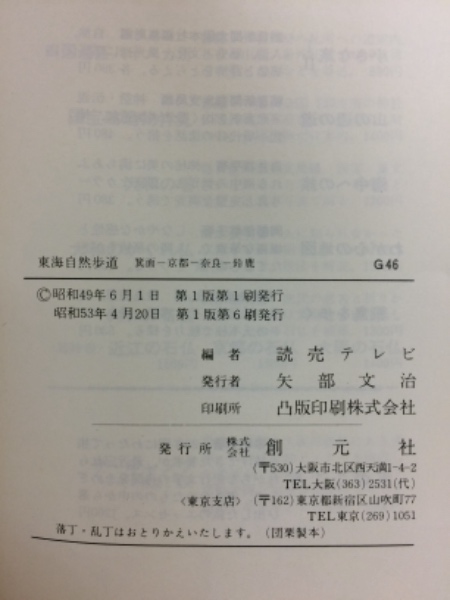 東海自然歩道 箕面－京都－奈良－鈴鹿 G46
©昭和49年6月1日 第1版第1刷発行
昭和53年4月20日 第1版第6刷発行
編者 読売テレビ
発行者 矢部文治
印刷所 凸版印刷株式会社
発行所 株式会社 創元社
(〒530)大阪市北区西天満1-4-2
TEL大阪(363)2531(代)
〈東京支店〉(〒162)東京都新宿区山吹町77
TEL東京(269)1051
落丁・乱丁はおとりかえいたします。(団栗製本)